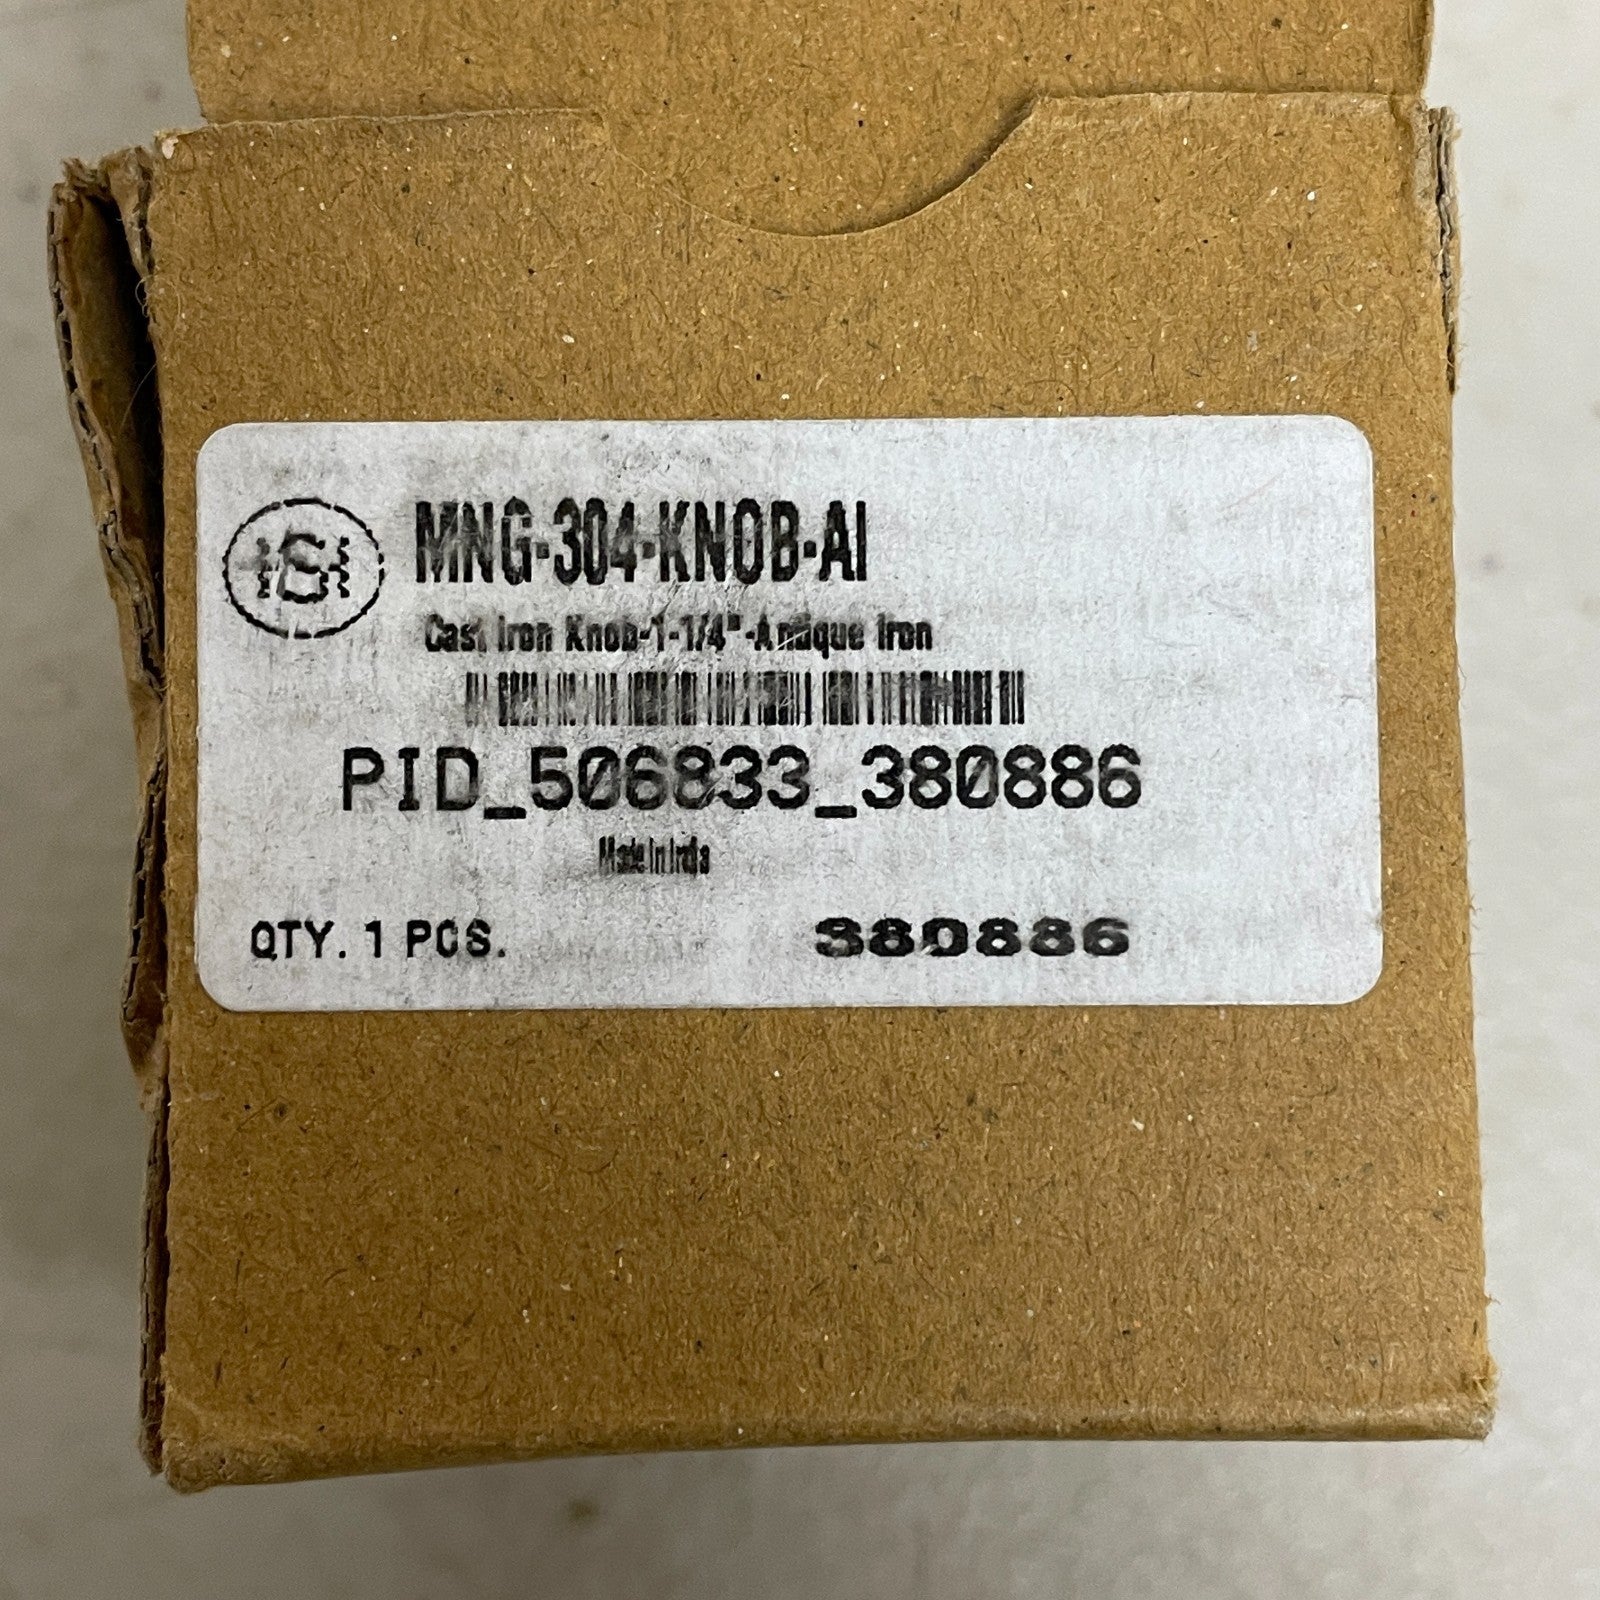 SH
MNG-304-KNOB-AI
Cast Iron Knob-1-1/4"-Antique Iron
PID_506833_380886
Made In India
QTY. 1 PCS.
380886